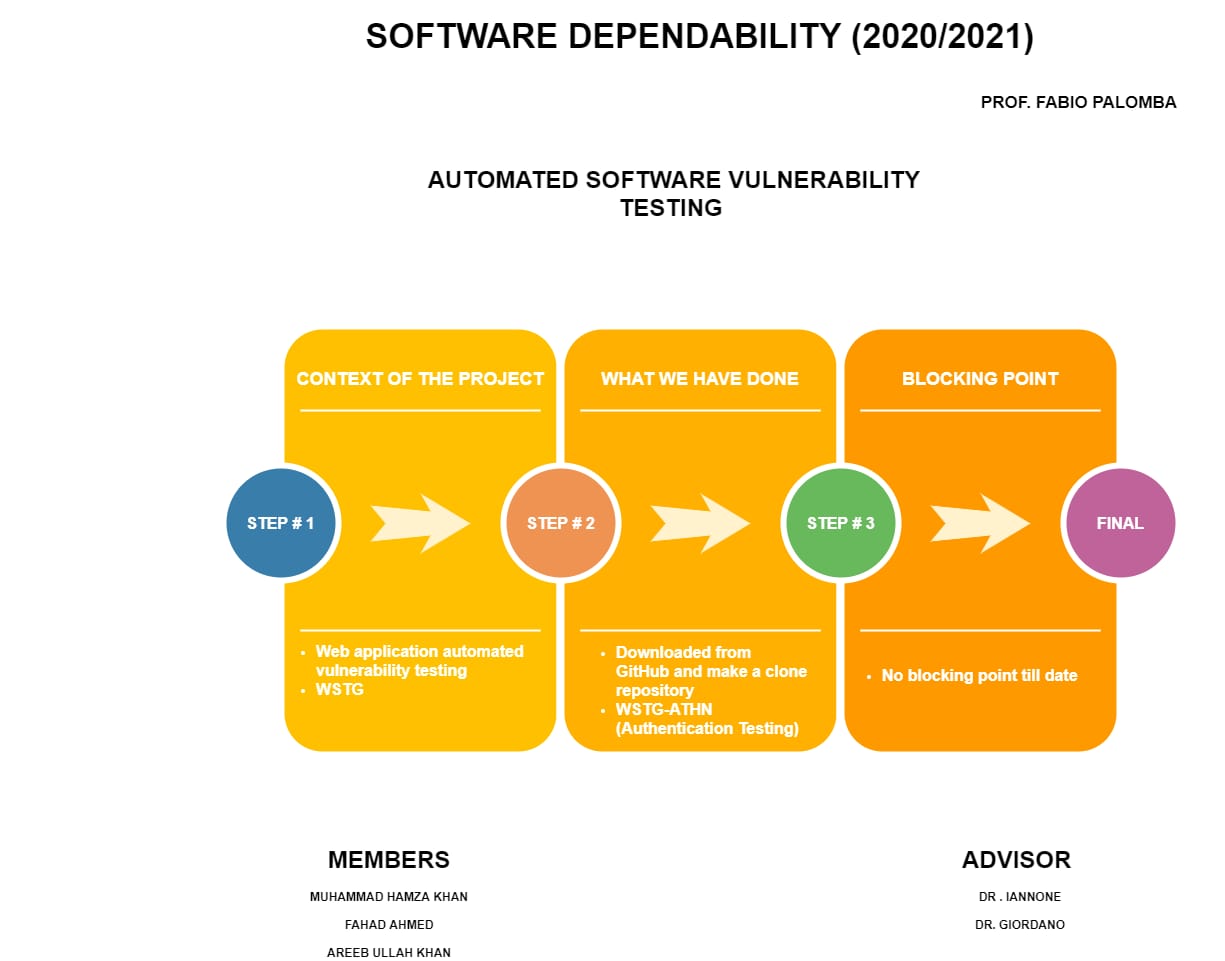 SOFTWARE DEPENDABILITY (2020/2021)
PROF. FABIO PALOMBA
AUTOMATED SOFTWARE VULNERABILITY
TESTING
CONTEXT OF THE PROJECT
WHAT WE HAVE DONE
BLOCKING POINT
STEP # 1
STEP # 2
STEP # 3
FINAL
• Web application automated
vulnerability testing
• WSTG
• Downloaded from
GitHub and make a clone
repository
• WSTG-ATHN
(Authentication Testing)
• No blocking point till date
MEMBERS
MUHAMMAD HAMZA KHAN
FAHAD AHMED
AREEB ULLAH KHAN
ADVISOR
DR . IANNONE
DR. GIORDANO